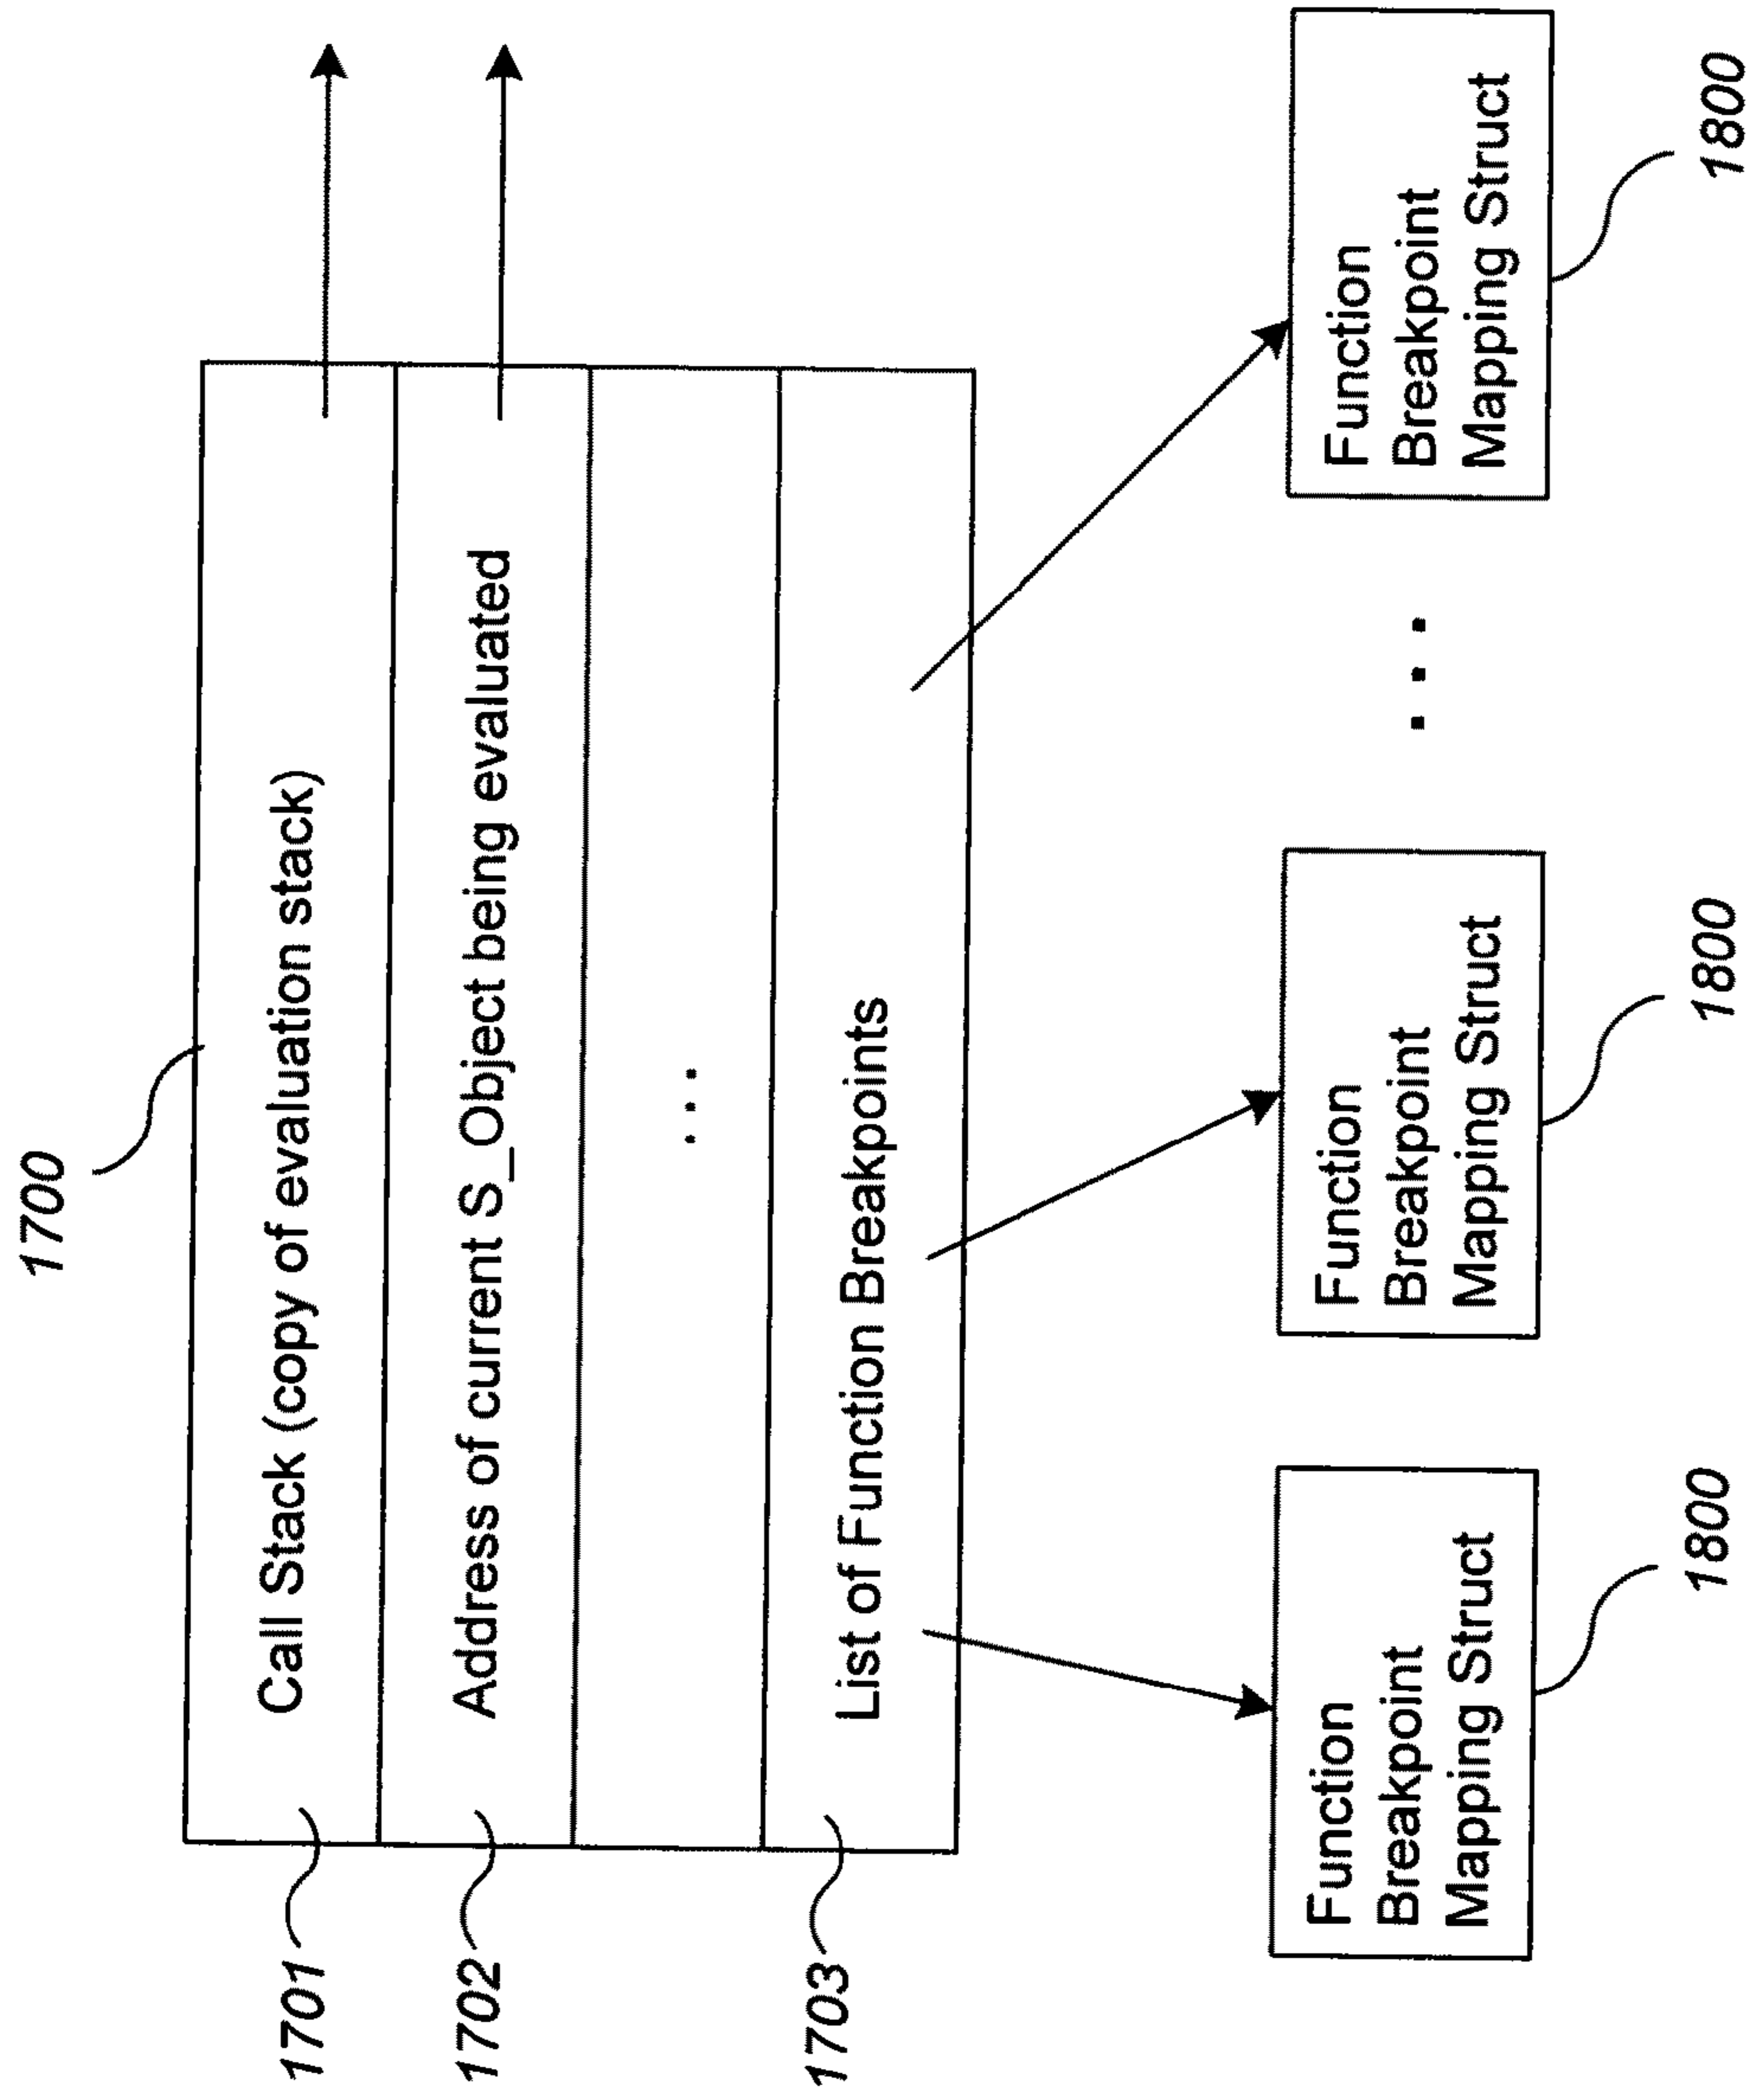 1700
1701
Call Stack (copy of evaluation stack)
1702
Address of current S_Object being evaluated
...
1703
List of Function Breakpoints
Function
Breakpoint
Mapping Struct
1800
Function
Breakpoint
Mapping Struct
1800
...
Function
Breakpoint
Mapping Struct
1800